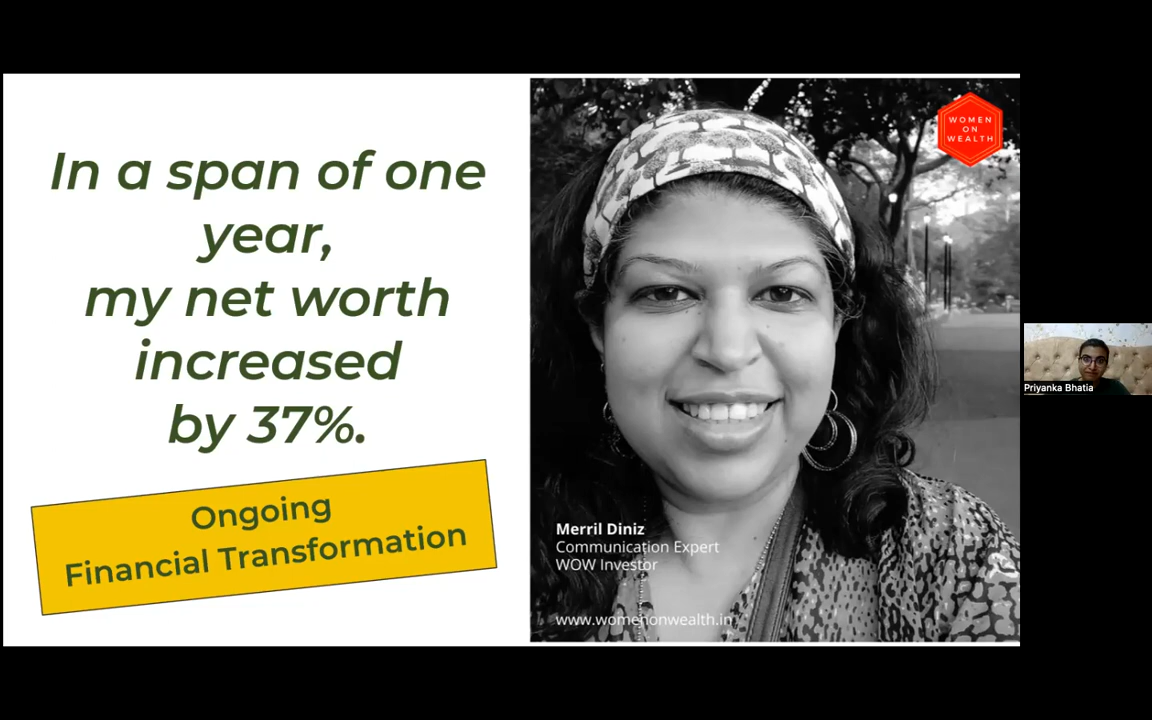 In a span of one
year,
my net worth
increased
by 37%.
Ongoing
Financial Transformation
WOMEN
ON
WEALTH
Merril Diniz
Communication Expert
WOW Investor
www.womenonwealth.in
Priyanka Bhatia